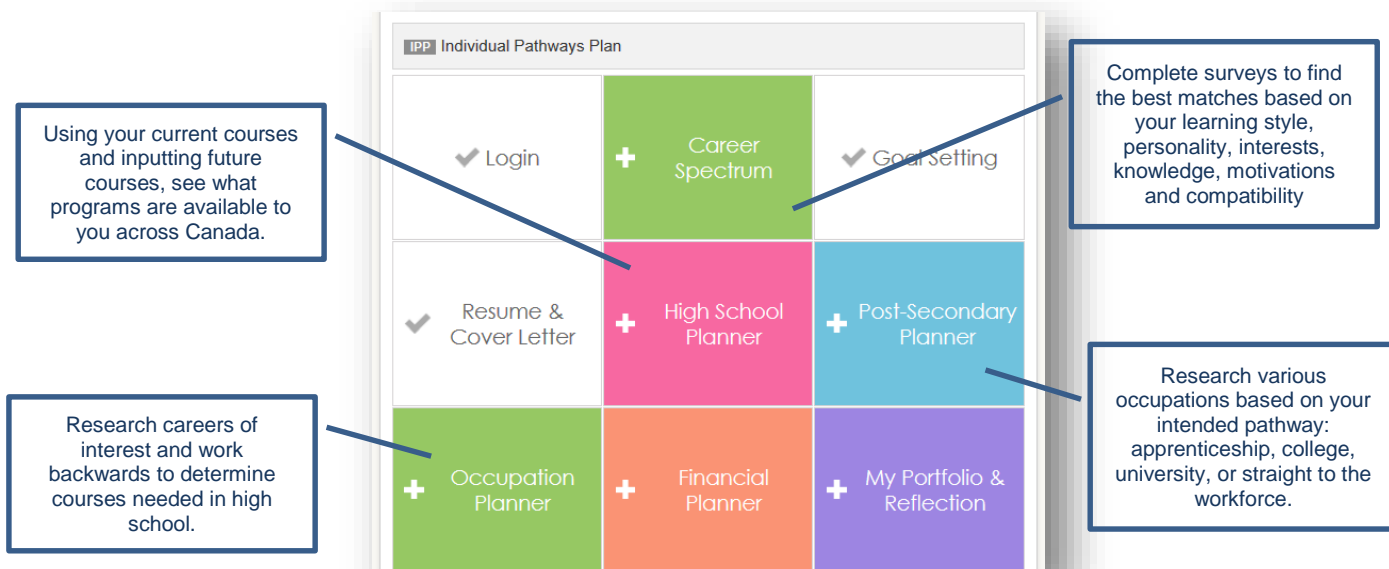 IPP Individual Pathways Plan
Using your current courses
and inputting future
courses, see what
programs are available to
you across Canada.
Login
Career
Spectrum
Goal Setting
Complete surveys to find
the best matches based on
your learning style,
personality, interests,
knowledge, motivations
and compatibility
Resume &
Cover Letter
High School
Planner
Post-Secondary
Planner
Research careers of
interest and work
backwards to determine
courses needed in high
school.
Occupation
Planner
Financial
Planner
My Portfolio &
Reflection
Research various
occupations based on your
intended pathway:
apprenticeship, college,
university, or straight to the
workforce.